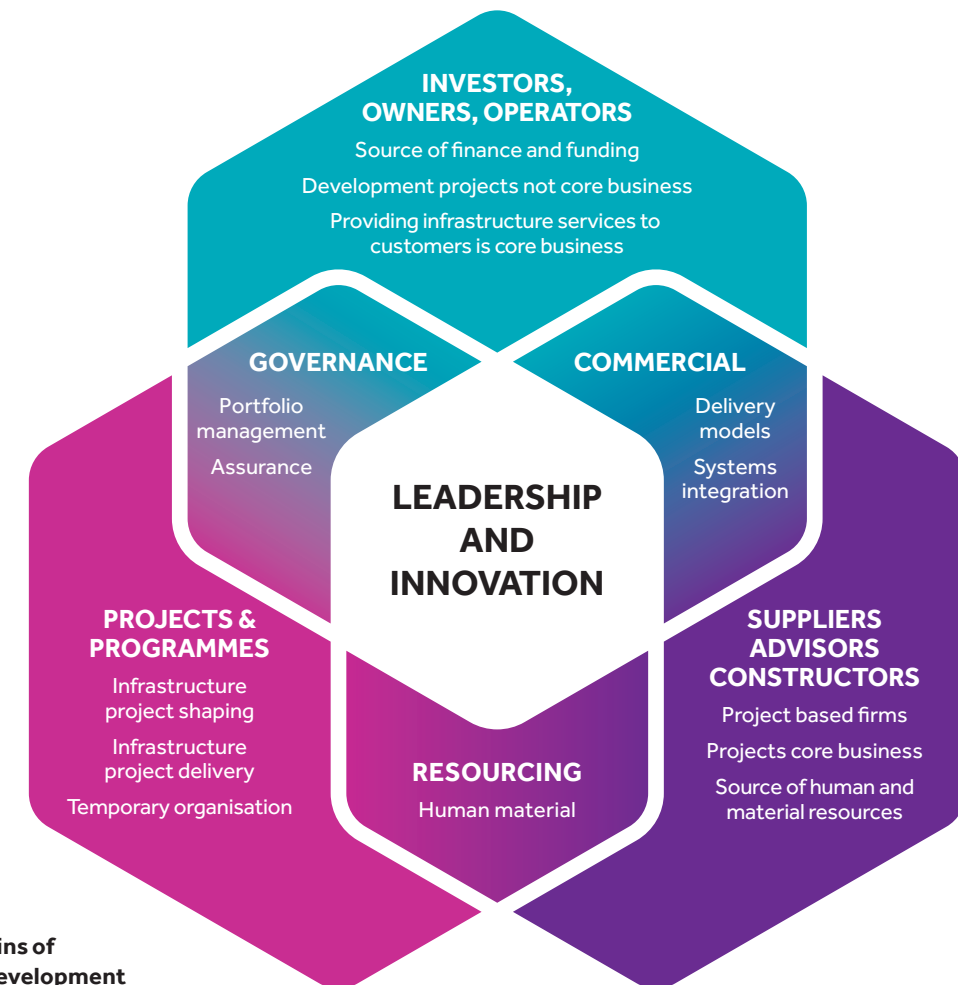 INVESTORS,
OWNERS, OPERATORS
Source of finance and funding
Development projects not core business
Providing infrastructure services to
customers is core business
GOVERNANCE
Portfolio
management
Assurance
COMMERCIAL
Delivery
models
Systems
integration
LEADERSHIP
AND
INNOVATION
PROJECTS &
PROGRAMMES
Infrastructure
project shaping
Infrastructure
project delivery
Temporary organisation
RESOURCING
Human material
SUPPLIERS
ADVISORS
CONSTRUCTORS
Project based firms
Projects core business
Source of human and
material resources
of